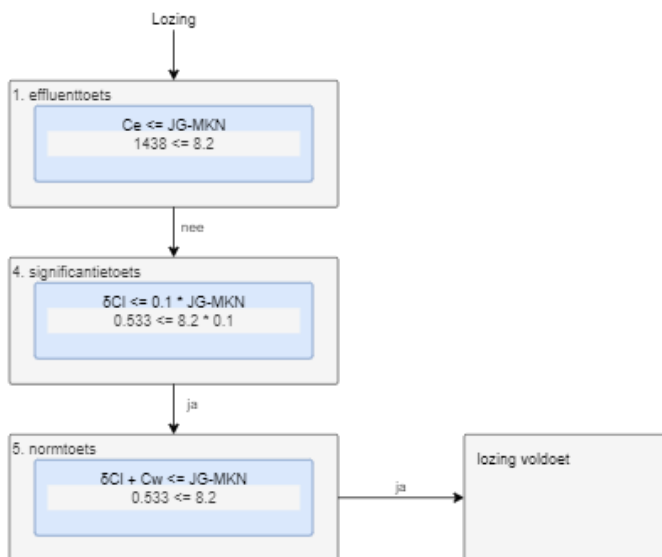 Lozing
1. effluenttoets
Ce <= JG-MKN
1438 <= 8.2
nee
4. significantietoets
δCl <= 0.1 * JG-MKN
0.533 <= 8.2 * 0.1
ja
5. normtoets
δCl + Cw <= JG-MKN
0.533 <= 8.2
ja
lozing voldoet